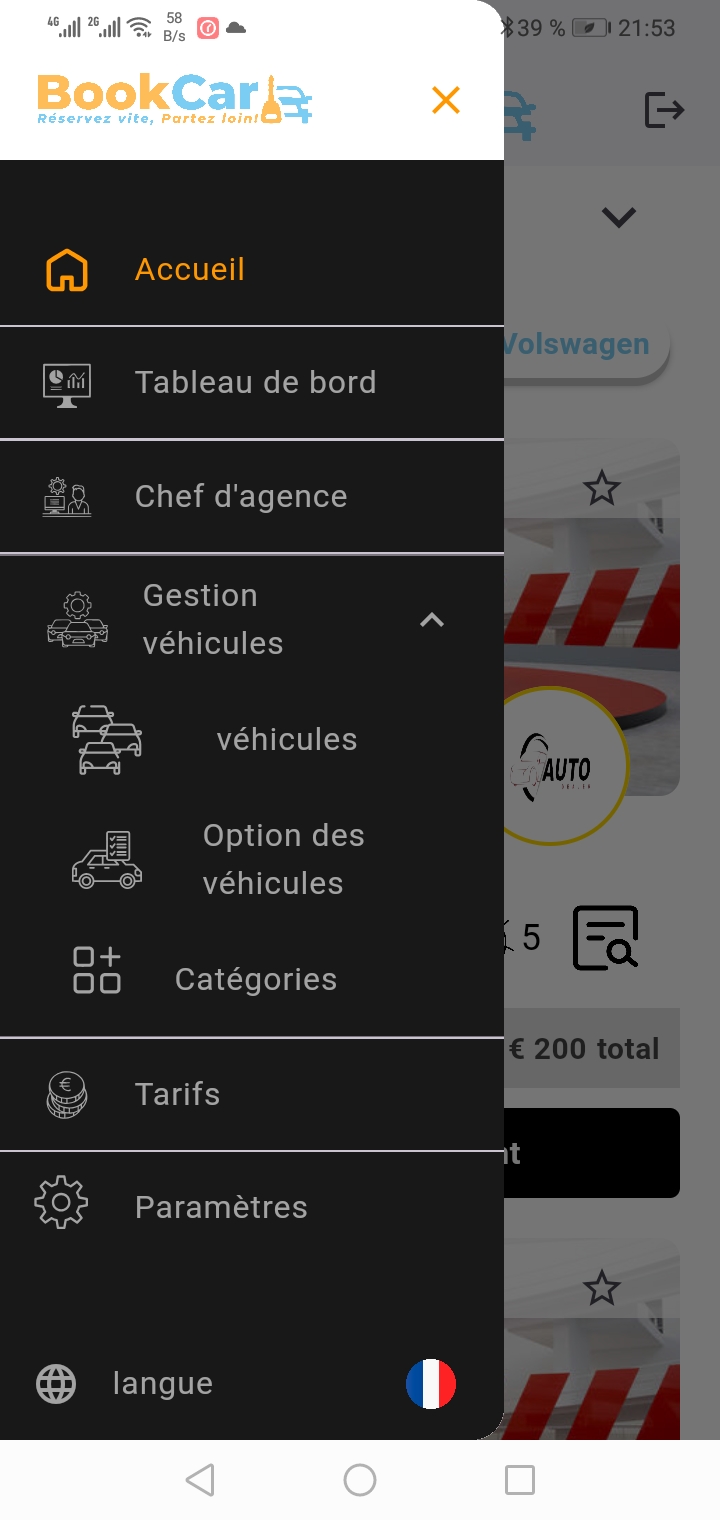 4G 2G 58 B/s 39 % 21:53
BookCar
Réservez vite, Partez loin!
Accueil
Volswagen
Tableau de bord
Chef d'agence
Gestion
véhicules
véhicules
AUTO
Option des
véhicules
5
Catégories
€ 200 total
Tarifs
Paramètres
langue